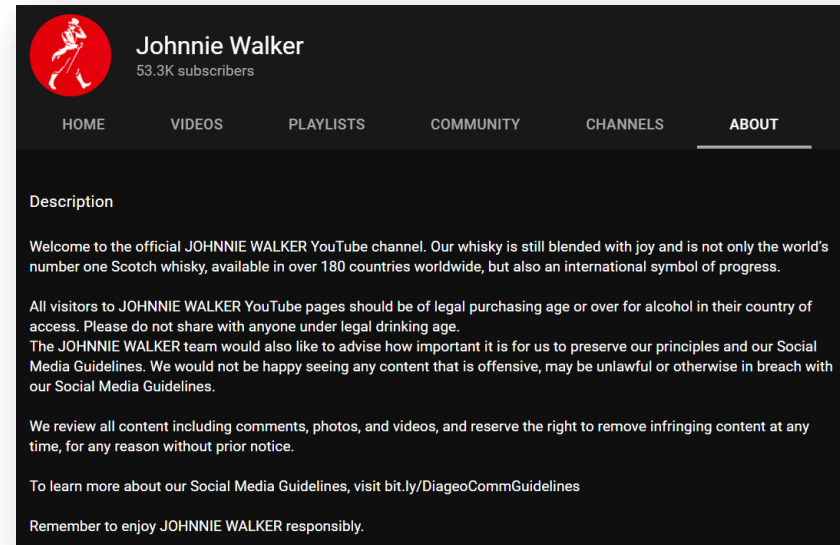 Johnnie Walker
53.3K subscribers
HOME VIDEOS PLAYLISTS COMMUNITY CHANNELS ABOUT
Description
Welcome to the official JOHNNIE WALKER YouTube channel. Our whisky is still blended with joy and is not only the world's
number one Scotch whisky, available in over 180 countries worldwide, but also an international symbol of progress.
All visitors to JOHNNIE WALKER YouTube pages should be of legal purchasing age or over for alcohol in their country of
access. Please do not share with anyone under legal drinking age.
The JOHNNIE WALKER team would also like to advise how important it is for us to preserve our principles and our Social
Media Guidelines. We would not be happy seeing any content that is offensive, may be unlawful or otherwise in breach with
our Social Media Guidelines.
We review all content including comments, photos, and videos, and reserve the right to remove infringing content at any
time, for any reason without prior notice.
To learn more about our Social Media Guidelines, visit bit.ly/DiageoCommGuidelines
Remember to enjoy JOHNNIE WALKER responsibly.